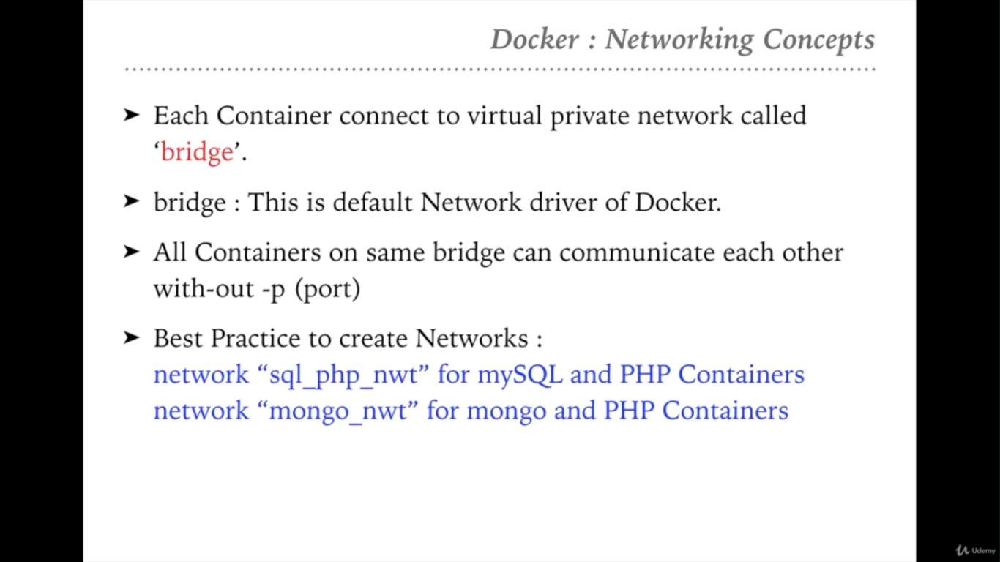 Docker : Networking Concepts
➤ Each Container connect to virtual private network called
‘bridge’.
➤ bridge : This is default Network driver of Docker.
➤ All Containers on same bridge can communicate each other
with-out -p (port)
➤ Best Practice to create Networks :
network “sql_php_nwt” for mySQL and PHP Containers
network “mongo_nwt” for mongo and PHP Containers
Udemy